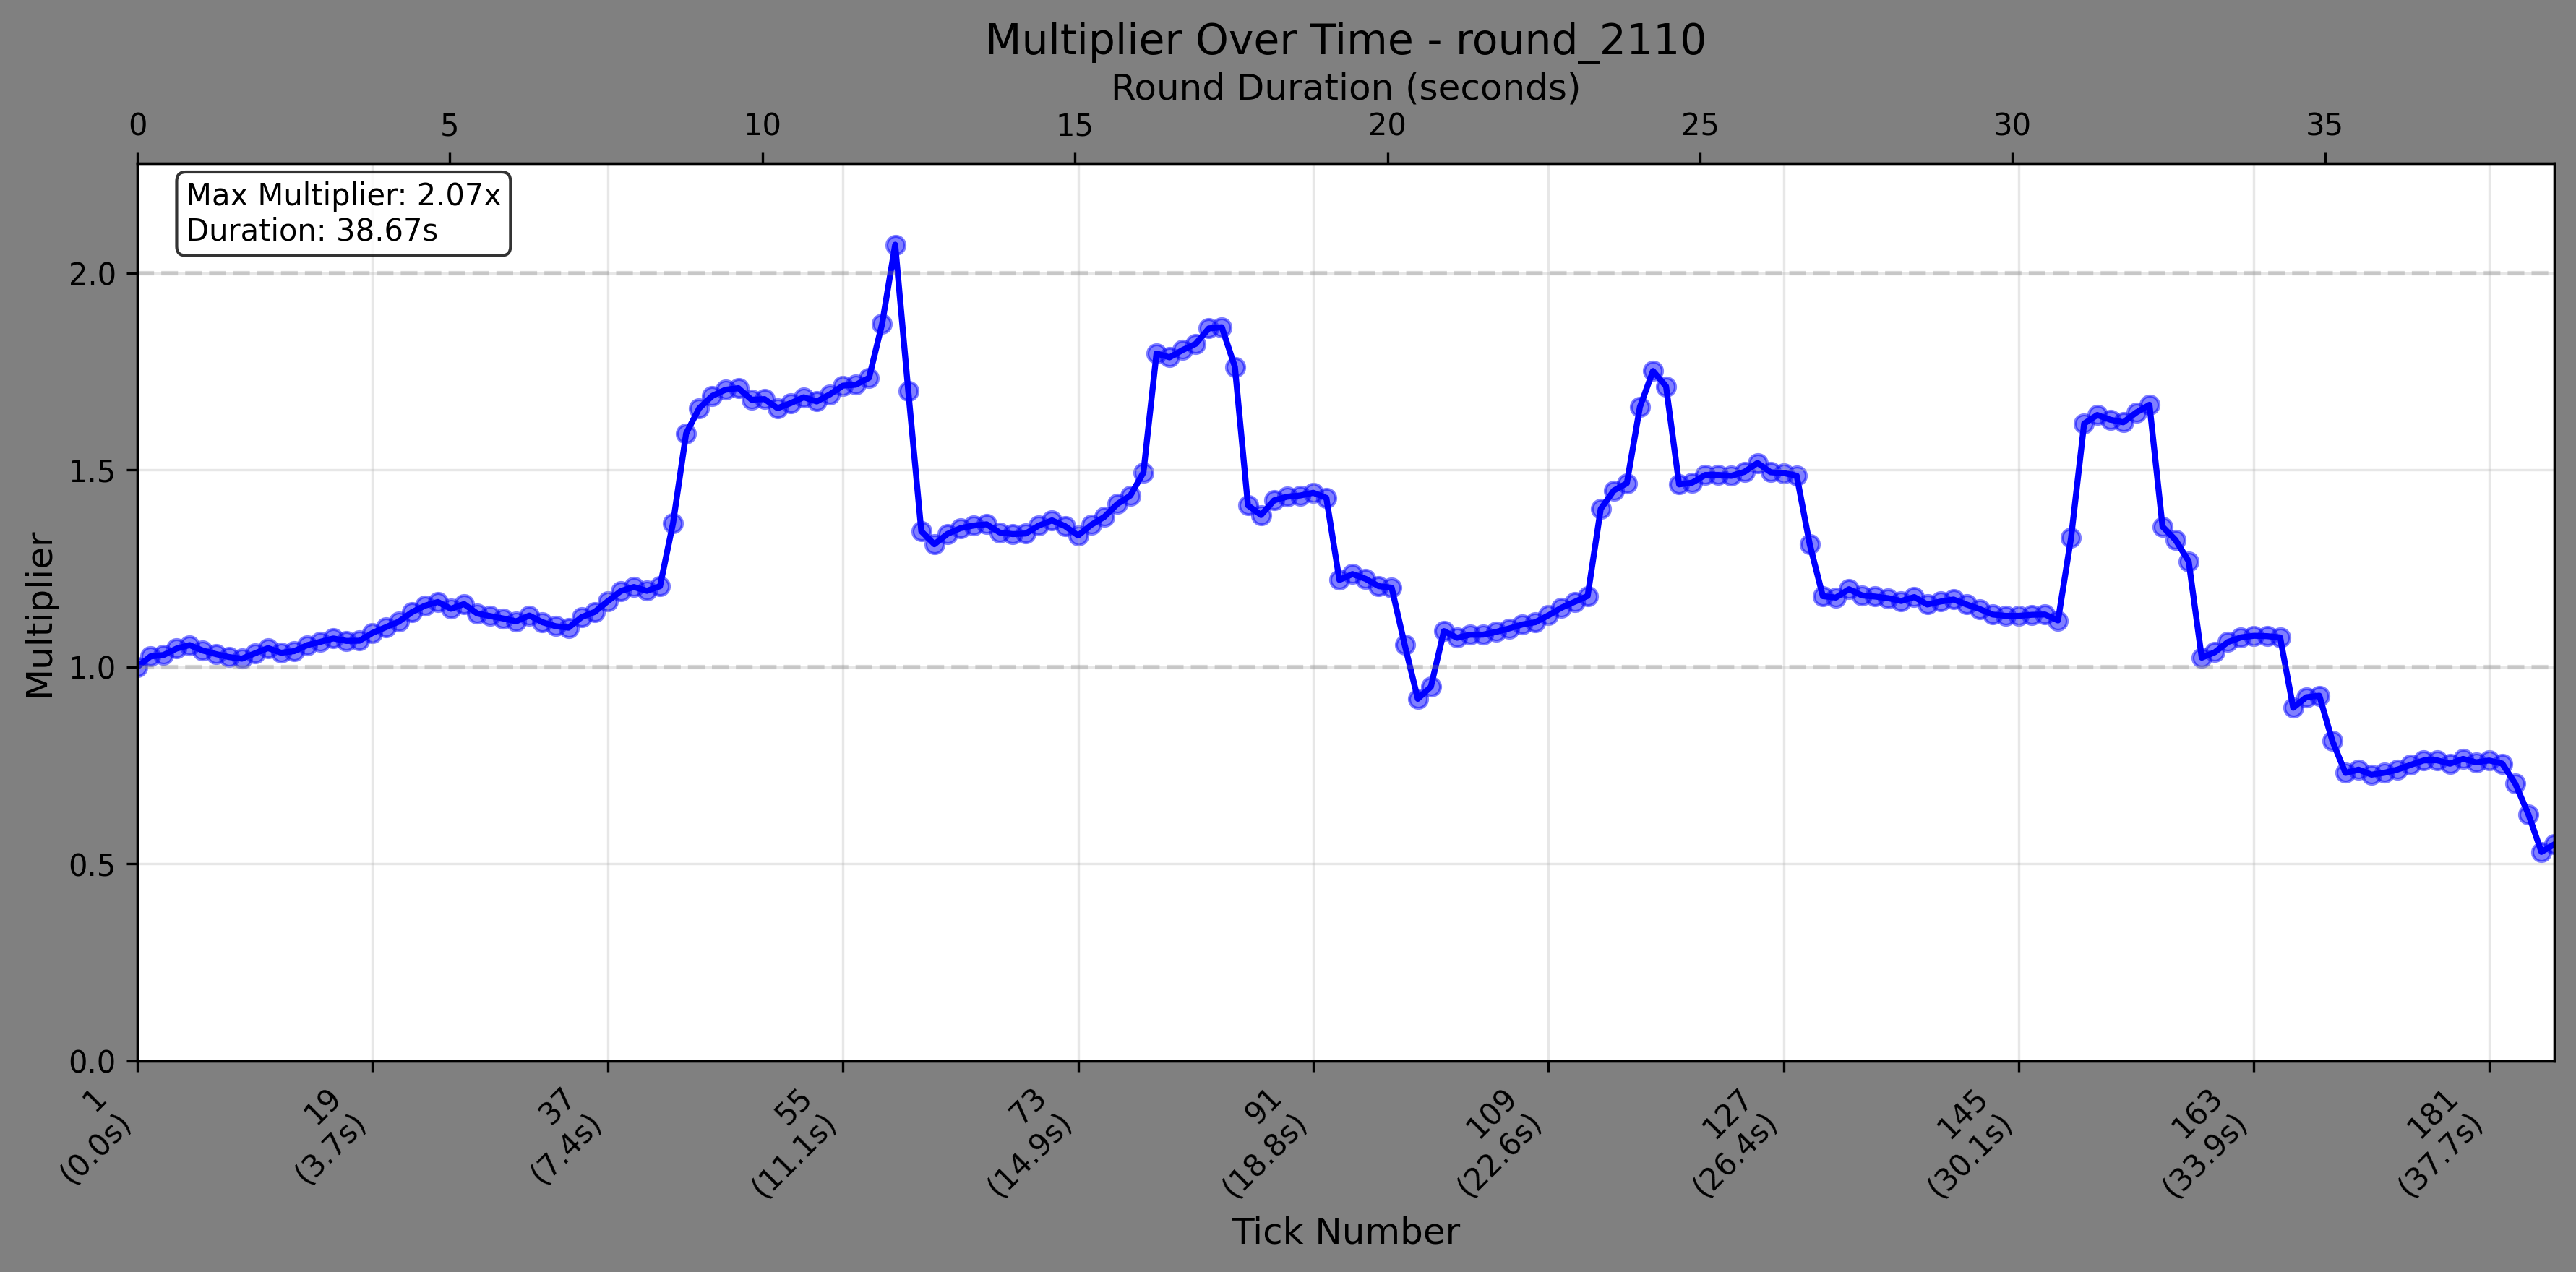 Multiplier Over Time - round_2110
Round Duration (seconds)
0 5 10 15 20 25 30 35
Max Multiplier: 2.07x
Duration: 38.67s
Multiplier
2.0
1.5
1.0
0.5
0.0
1
(0.0s)
19
(3.7s)
37
(7.4s)
55
(11.1s)
73
(14.9s)
91
(18.8s)
109
(22.6s)
127
(26.4s)
145
(30.1s)
163
(33.9s)
181
(37.7s)
Tick Number